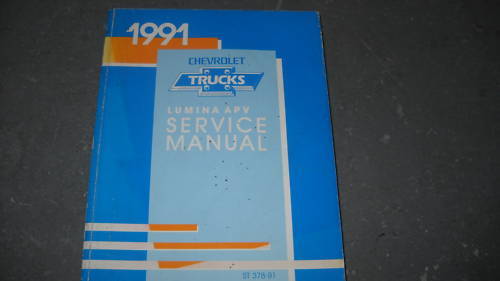 1991
CHEVROLET
TRUCKS
LUMINA APV
SERVICE
MANUAL
ST 378-91